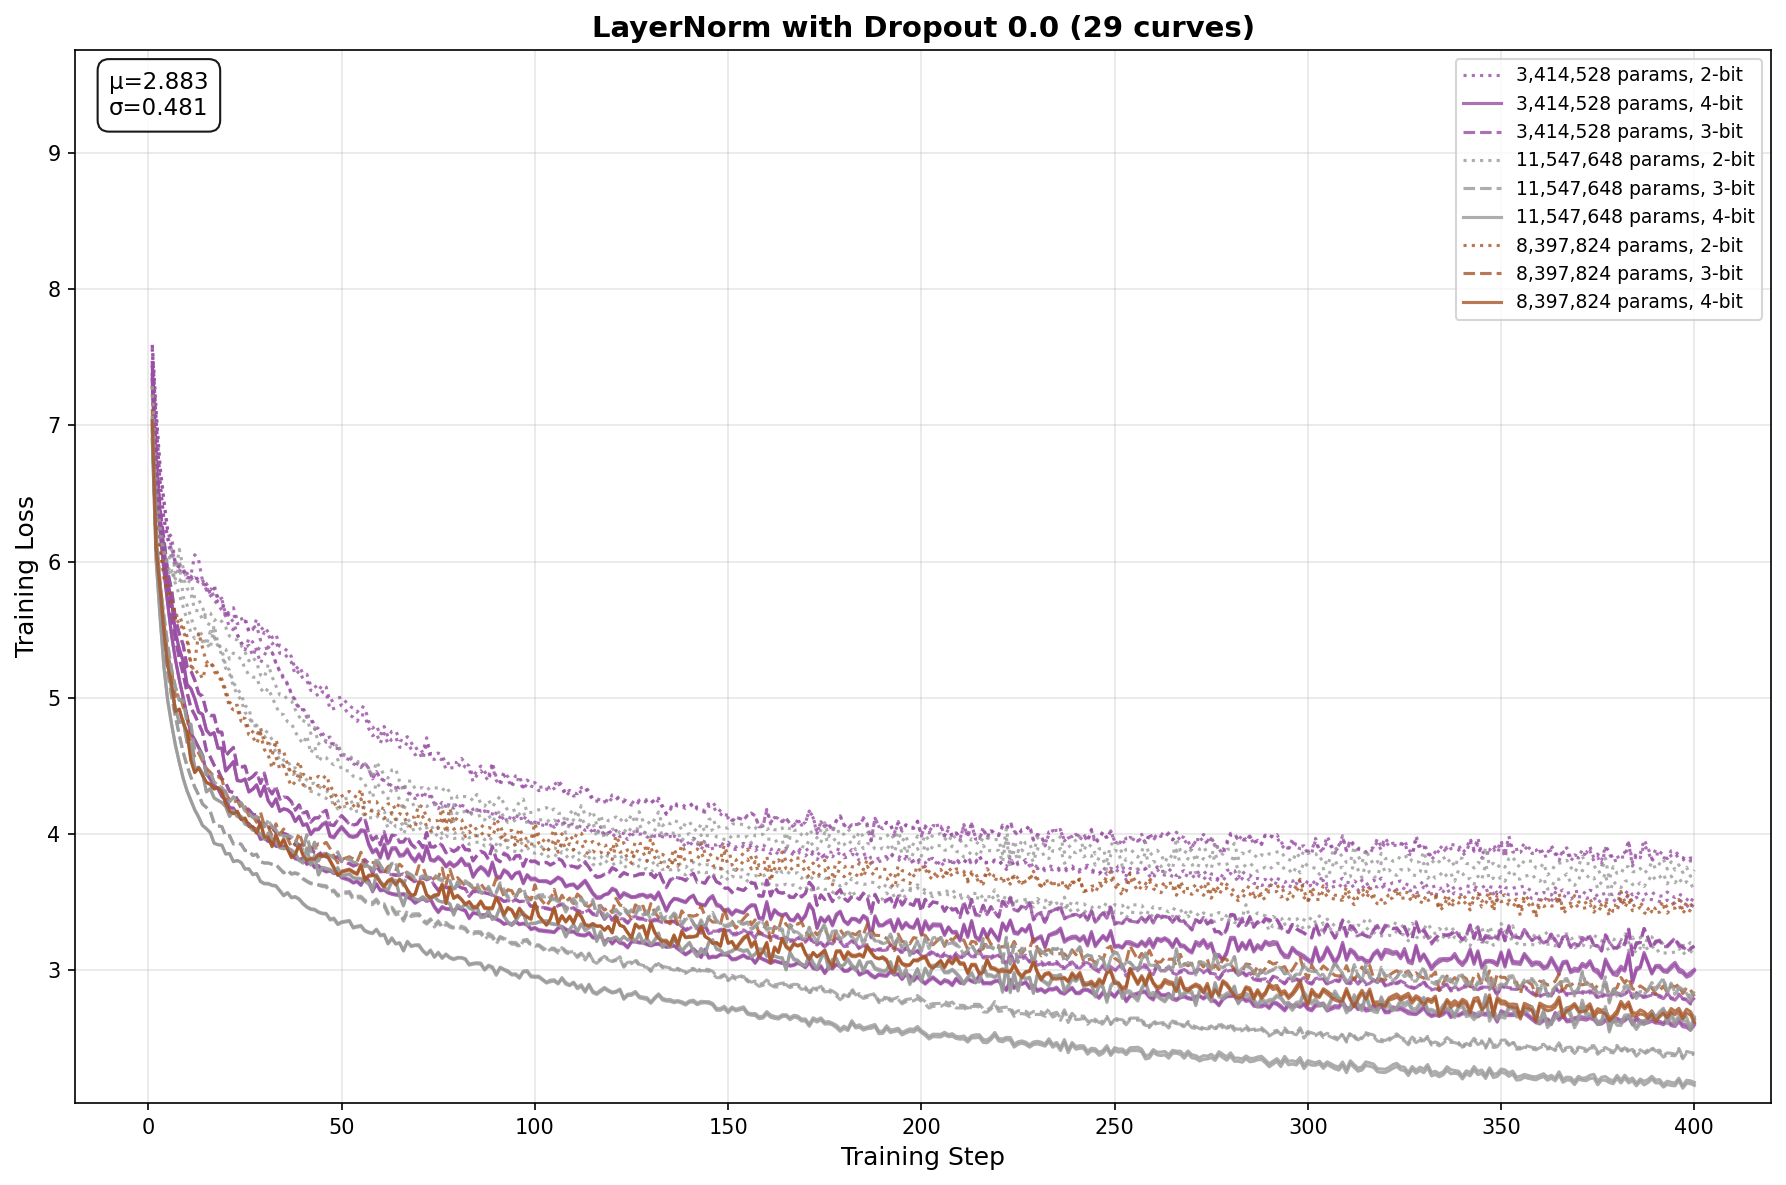 LayerNorm with Dropout 0.0 (29 curves)
μ=2.883
σ=0.481
3,414,528 params, 2-bit
3,414,528 params, 4-bit
3,414,528 params, 3-bit
11,547,648 params, 2-bit
11,547,648 params, 3-bit
11,547,648 params, 4-bit
8,397,824 params, 2-bit
8,397,824 params, 3-bit
8,397,824 params, 4-bit
9
8
7
6
5
4
3
Training Loss
0 50 100 150 200 250 300 350 400
Training Step